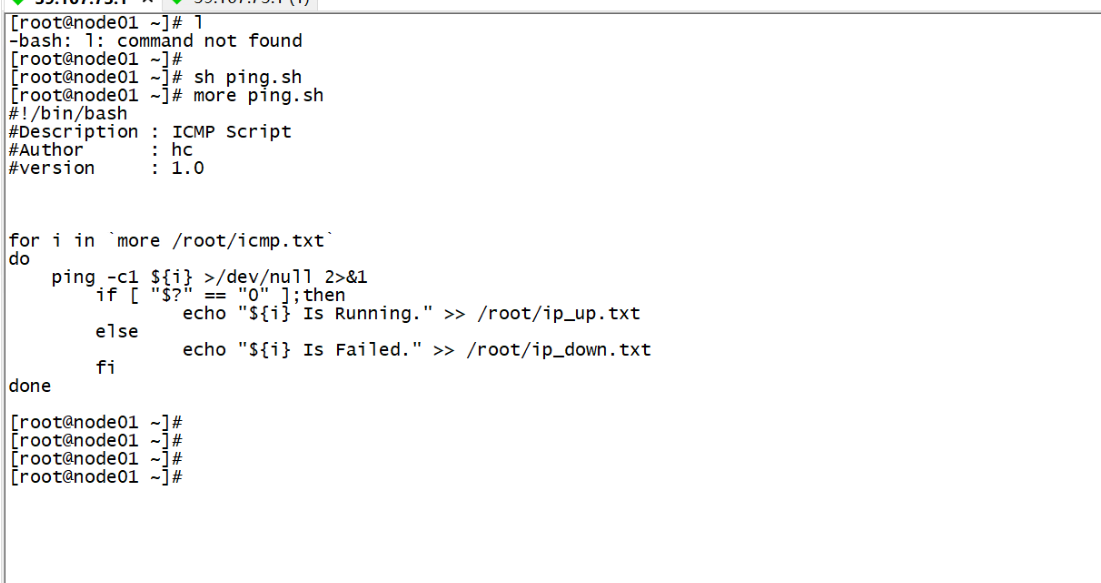 [root@node01 ~]# l
-bash: l: command not found
[root@node01 ~]#
[root@node01 ~]# sh ping.sh
[root@node01 ~]# more ping.sh
#!/bin/bash
#Description : ICMP Script
#Author      : hc
#version     : 1.0
for i in `more /root/icmp.txt`
do
    ping -c1 ${i} >/dev/null 2>&1
        if [ "$?" == "0" ];then
                echo "${i} Is Running." >> /root/ip_up.txt
        else
                echo "${i} Is Failed." >> /root/ip_down.txt
        fi
done
[root@node01 ~]#
[root@node01 ~]#
[root@node01 ~]#
[root@node01 ~]#